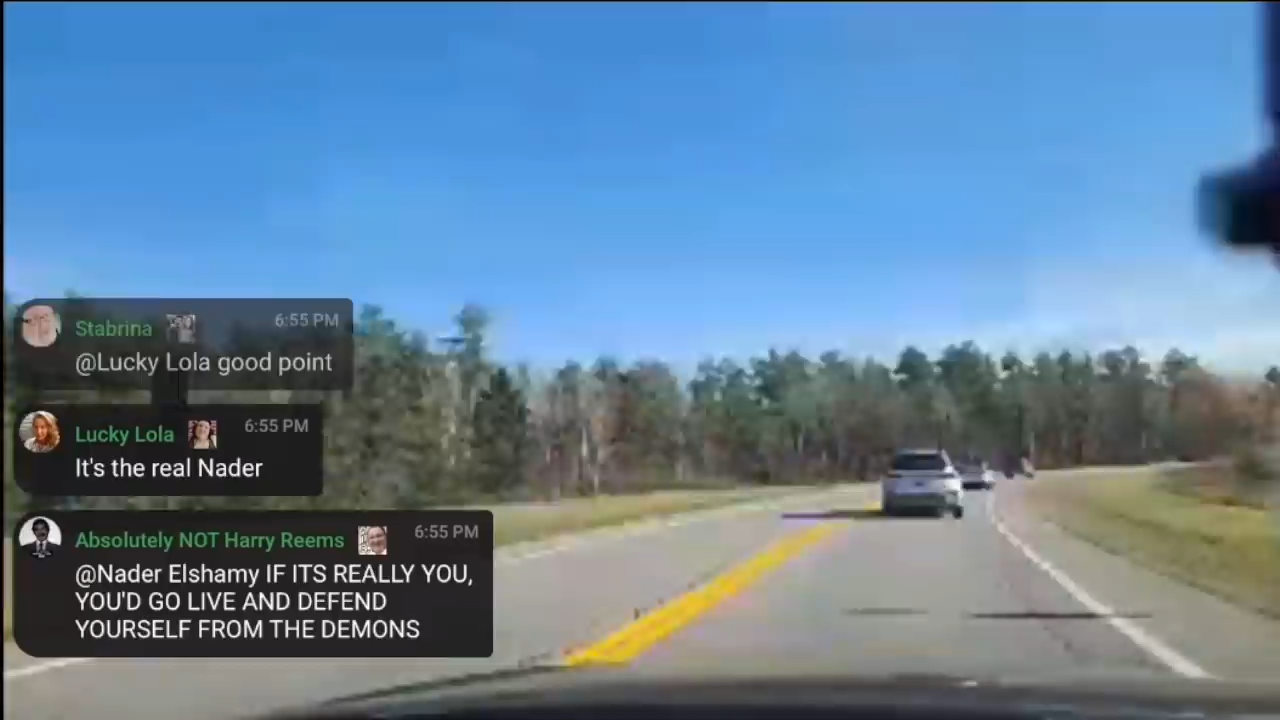 Stabrina 6:55 PM
@Lucky Lola good point
Lucky Lola 6:55 PM
It's the real Nader
Absolutely NOT Harry Reems 6:55 PM
@Nader Elshamy IF ITS REALLY YOU,
YOU'D GO LIVE AND DEFEND
YOURSELF FROM THE DEMONS